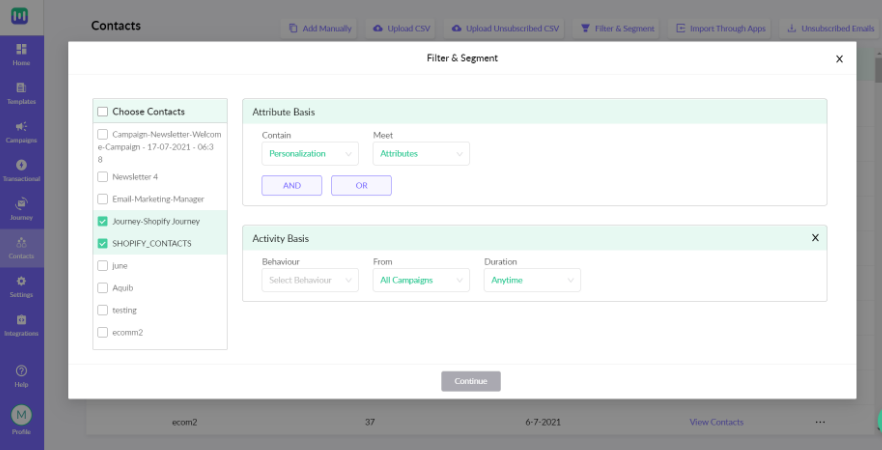 Contacts
Add Manually
Upload CSV
Upload Unsubscribed CSV
Filter & Segment
Import Through Apps
Unsubscribed Emails
Home
Templates
Campaigns
Transactional
Journey
Contacts
Settings
Integrations
Help
M
Profile
Filter & Segment
X
Choose Contacts
Campaign-Newsletter-Welcom
e-Campaign - 17-07-2021 - 06:3
8
Newsletter 4
Email-Marketing-Manager
Journey-Shopify Journey
SHOPIFY_CONTACTS
june
Aquib
testing
ecomm2
Attribute Basis
Contain
Meet
Personalization
Attributes
AND
OR
Activity Basis
X
Behaviour
From
Duration
Select Behaviour
All Campaigns
Anytime
Continue
ecom2
37
6-7-2021
View Contacts
...